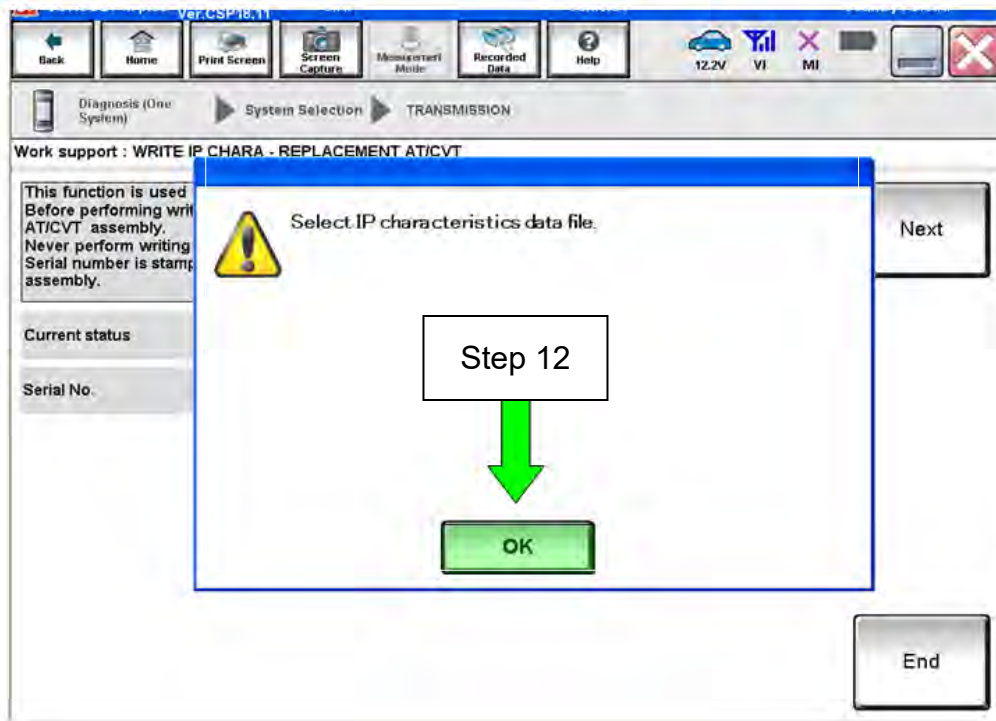 Ver.CSP18.11
Back
Home
Print Screen
Screen
Capture
Measurement
Mode
Recorded
Data
Help
12.2V
VI
MI
Diagnosis (One
System)
System Selection
TRANSMISSION
Work support : WRITE IP CHARA - REPLACEMENT AT/CVT
This function is used
Before performing writ
AT/CVT assembly.
Never perform writing
Serial number is stamp
assembly.
Select IP characteristics data file.
Next
Current status
Step 12
Serial No.
OK
End